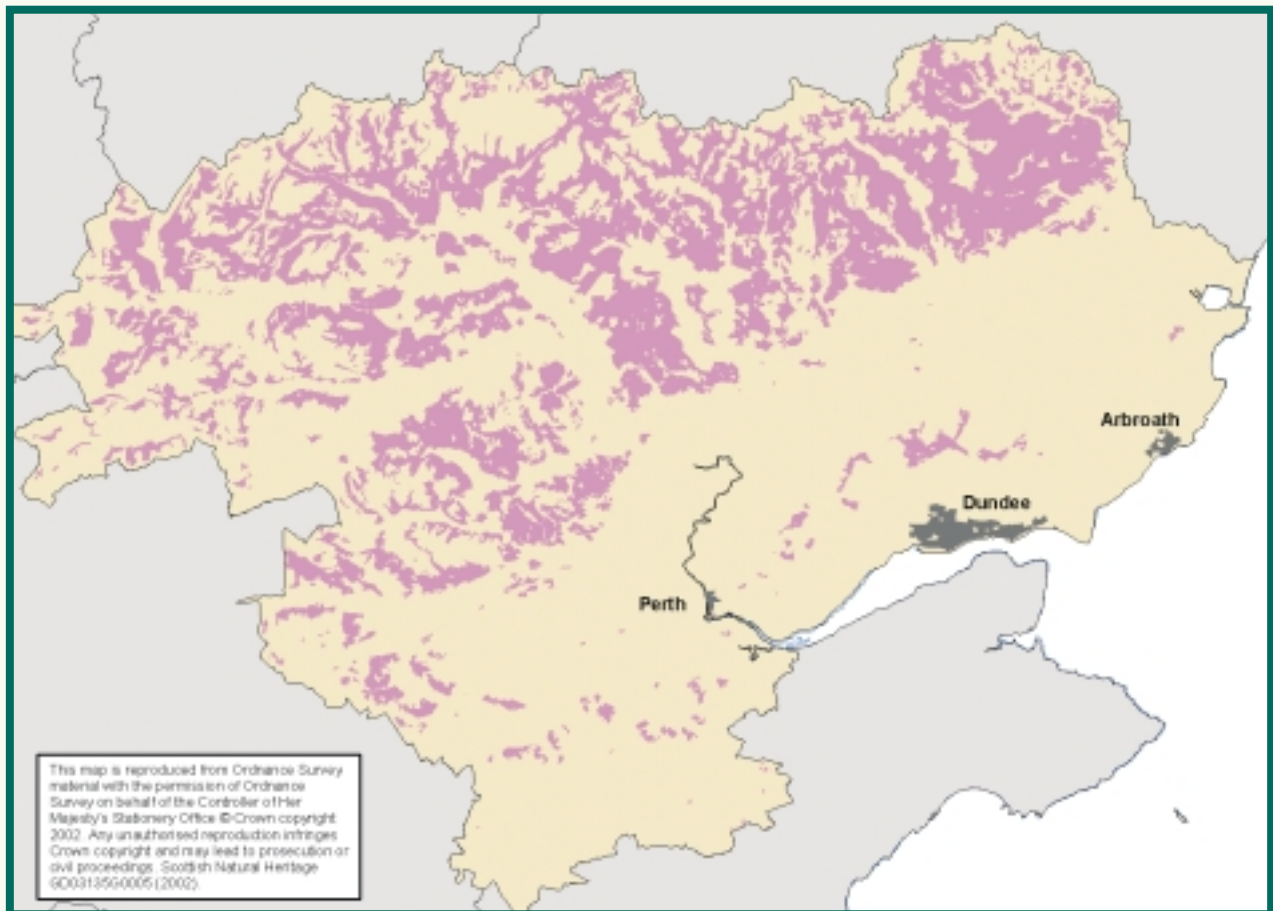 Arbroath
Dundee
Perth
This map is reproduced from Ordnance Survey
material with the permission of Ordnance
Survey on behalf of the Controller of Her
Majesty's Stationery Office © Crown copyright
2002. Any unauthorised reproduction infringes
Crown copyright and may lead to prosecution or
civil proceedings. Scottish Natural Heritage
GD03135G0005 (2002).